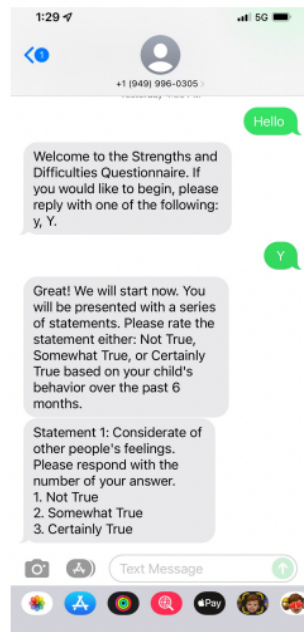 1:29
5G
1
+1 (949) 996-0305
Hello
Welcome to the Strengths and
Difficulties Questionnaire. If
you would like to begin, please
reply with one of the following:
y, Y.
Y
Great! We will start now. You
will be presented with a series
of statements. Please rate the
statement either: Not True,
Somewhat True, or Certainly
True based on your child's
behavior over the past 6
months.
Statement 1: Considerate of
other people's feelings.
Please respond with the
number of your answer.
1. Not True
2. Somewhat True
3. Certainly True
Text Message
Pay